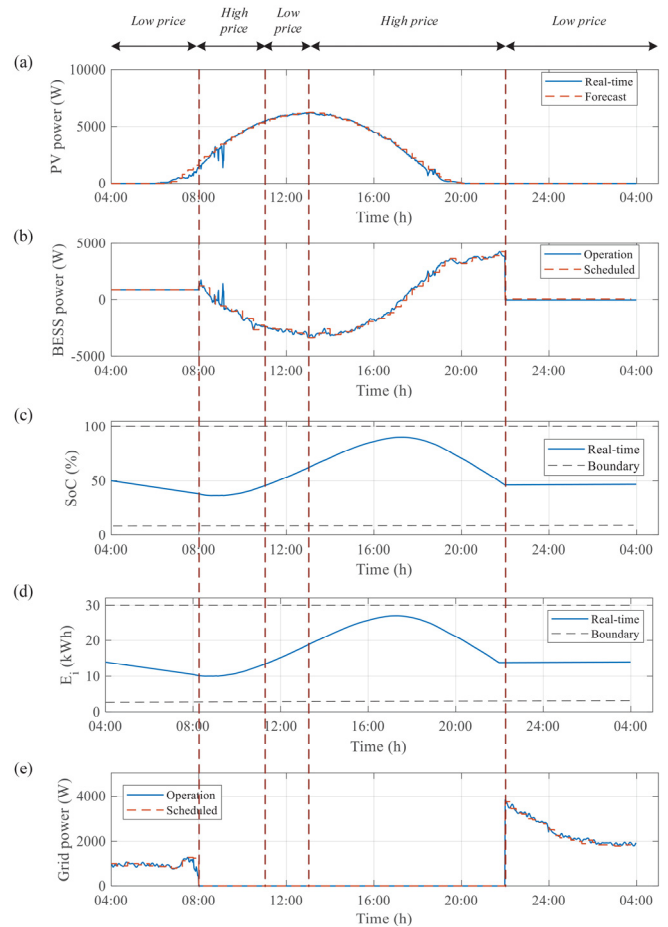 Low price High price Low price High price Low price
(a)
10000
5000
0
PV power (W)
Real-time
Forecast
04:00 08:00 12:00 16:00 20:00 24:00 04:00
Time (h)
(b)
5000
0
-5000
BESS power (W)
Operation
Scheduled
04:00 08:00 12:00 16:00 20:00 24:00 04:00
Time (h)
(c)
100
50
0
SoC (%)
Real-time
Boundary
04:00 08:00 12:00 16:00 20:00 24:00 04:00
Time (h)
(d)
30
20
10
0
E_i (kWh)
Real-time
Boundary
04:00 08:00 12:00 16:00 20:00 24:00 04:00
Time (h)
(e)
4000
2000
0
Grid power (W)
Operation
Scheduled
04:00 08:00 12:00 16:00 20:00 24:00 04:00
Time (h)